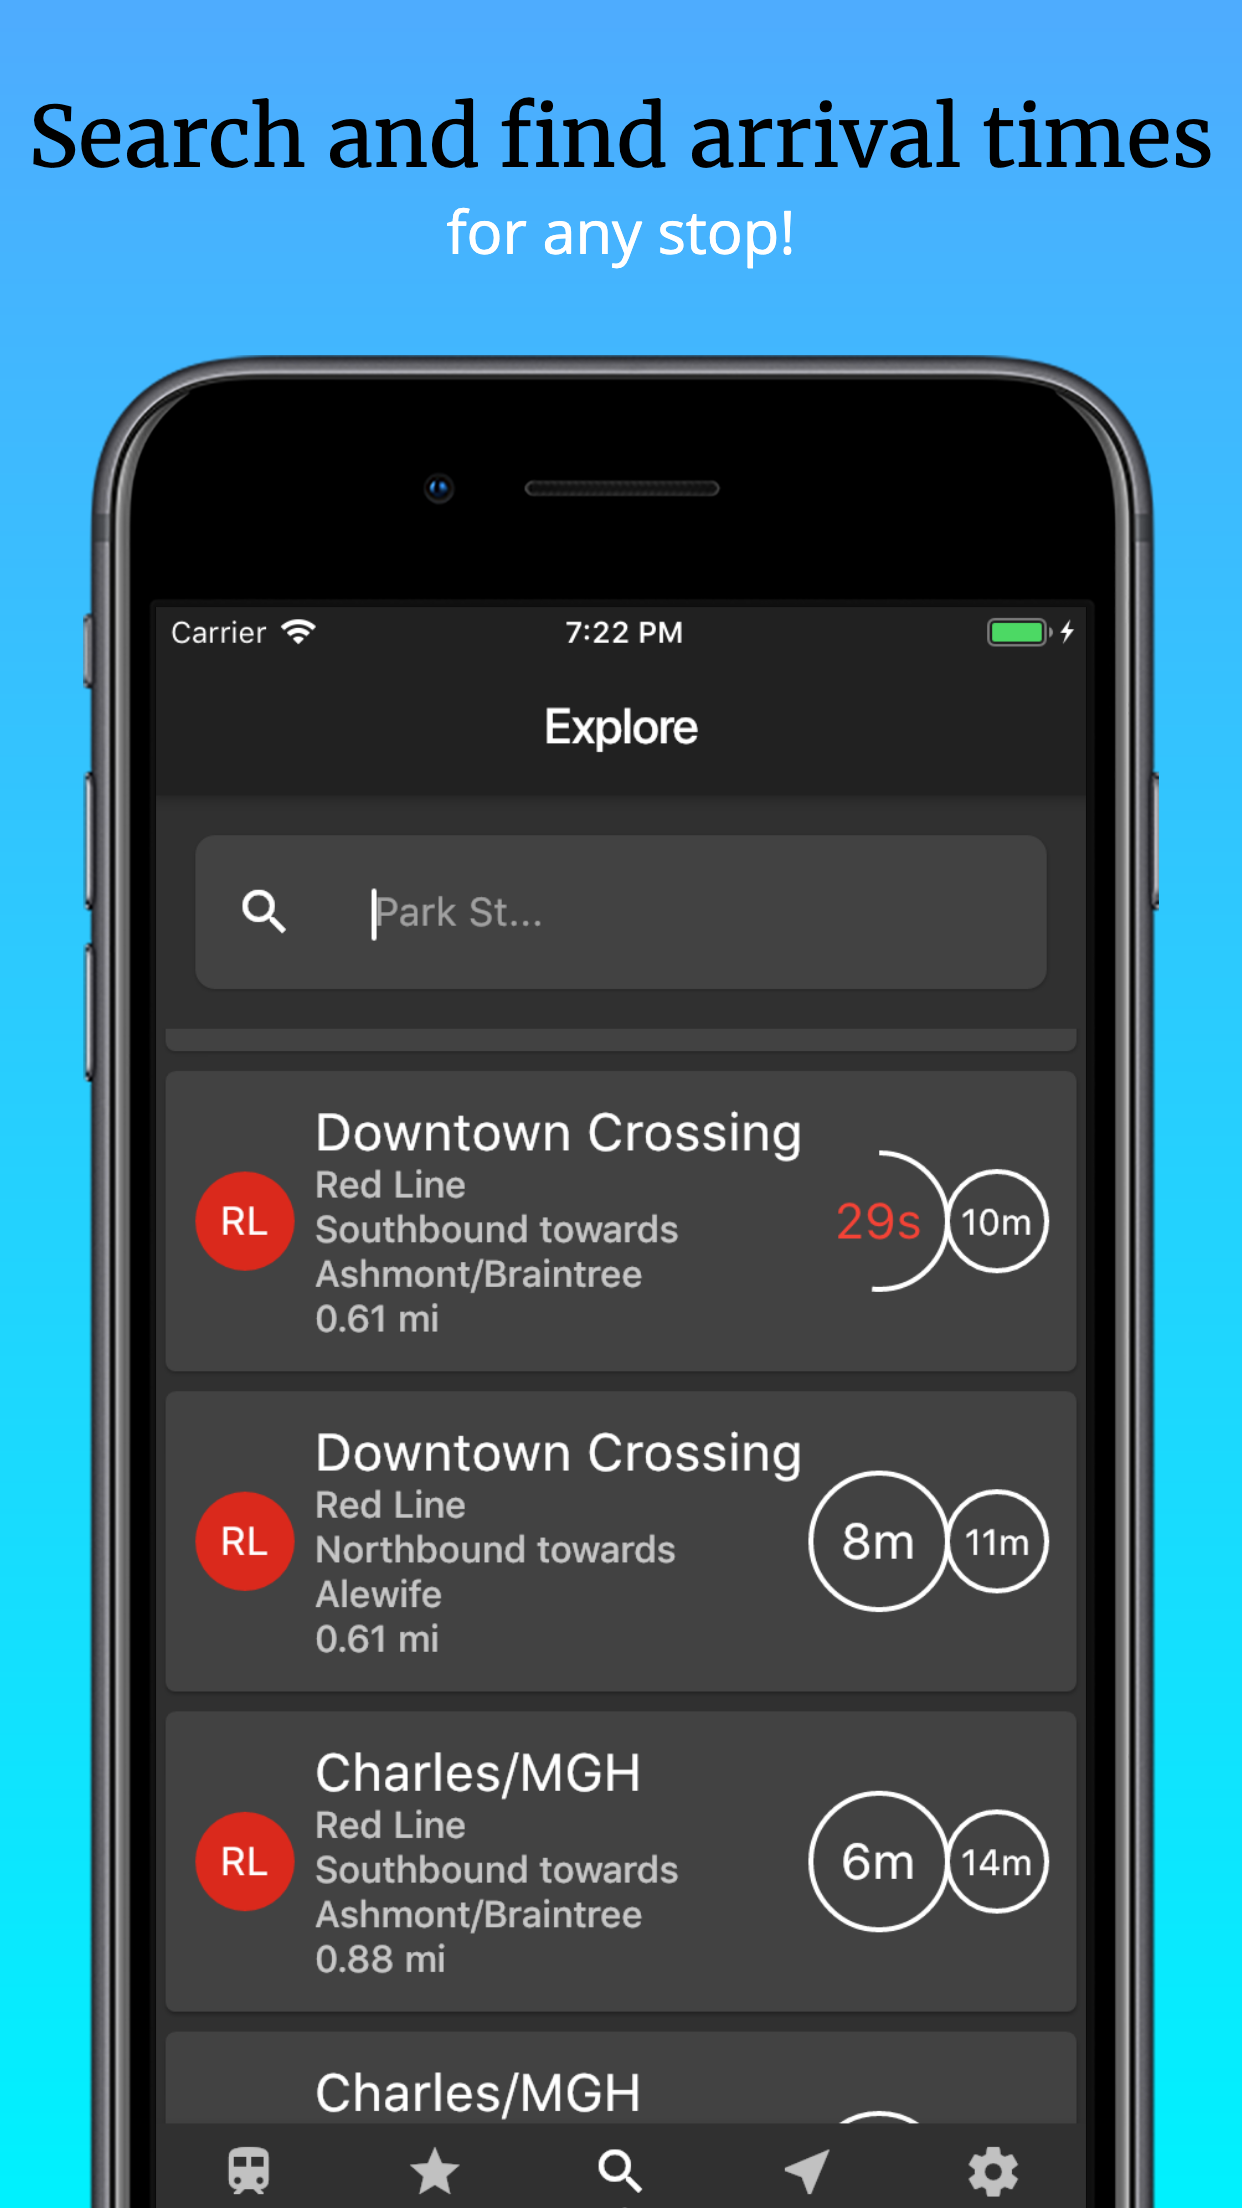 Search and find arrival times
for any stop!
Carrier 7:22 PM
Explore
Park St...
Downtown Crossing
Red Line
Southbound towards
Ashmont/Braintree
0.61 mi
RL
29s
10m
Downtown Crossing
Red Line
Northbound towards
Alewife
0.61 mi
RL
8m
11m
Charles/MGH
Red Line
Southbound towards
Ashmont/Braintree
0.88 mi
RL
6m
14m
Charles/MGH